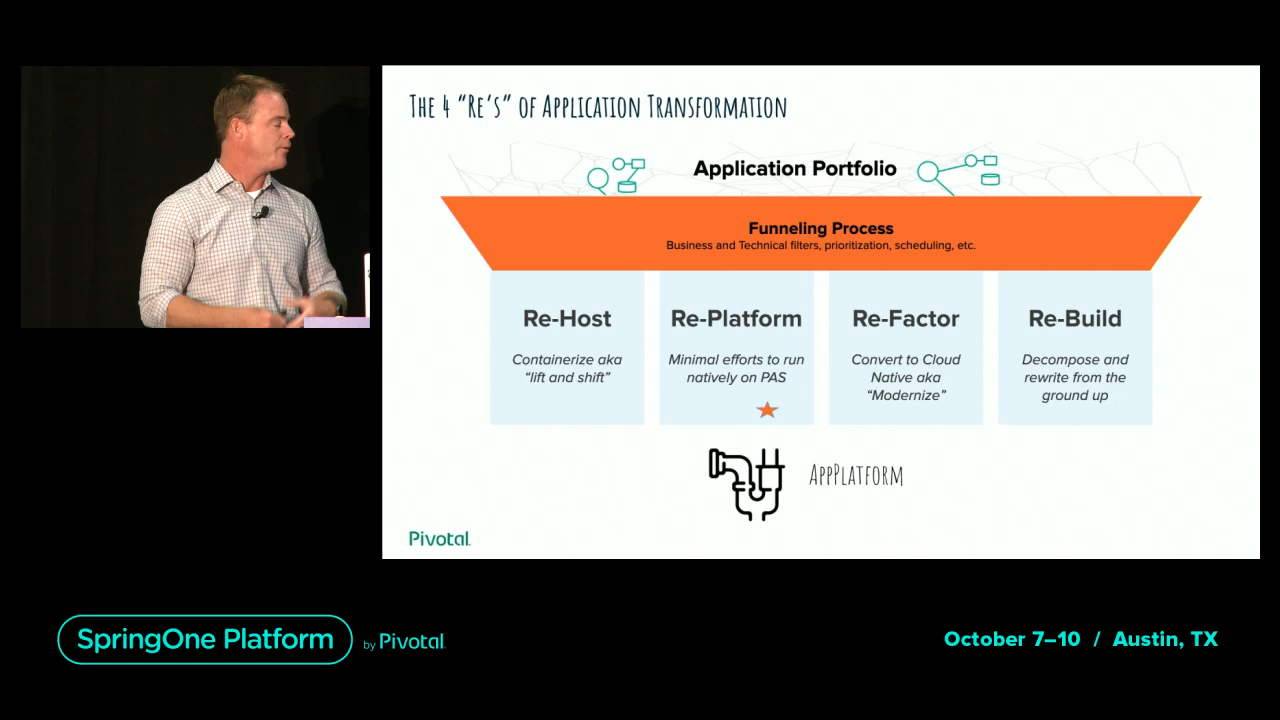 The 4 “Re’s” of Application Transformation
Application Portfolio
Funneling Process
Business and Technical filters, prioritization, scheduling, etc.
Re-Host
Containerize aka
“lift and shift”
Re-Platform
Minimal efforts to run
natively on PAS
Re-Factor
Convert to Cloud
Native aka
“Modernize”
Re-Build
Decompose and
rewrite from the
ground up
AppPlatform
Pivotal
SpringOne Platform by Pivotal.
October 7–10 / Austin, TX